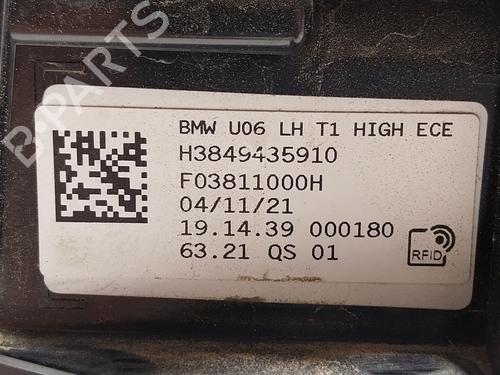 B-PARTS
BMW U06 LH T1 HIGH ECE
H3849435910
F03811000H
04/11/21
19.14.39 000180
63.21 QS 01
RFID